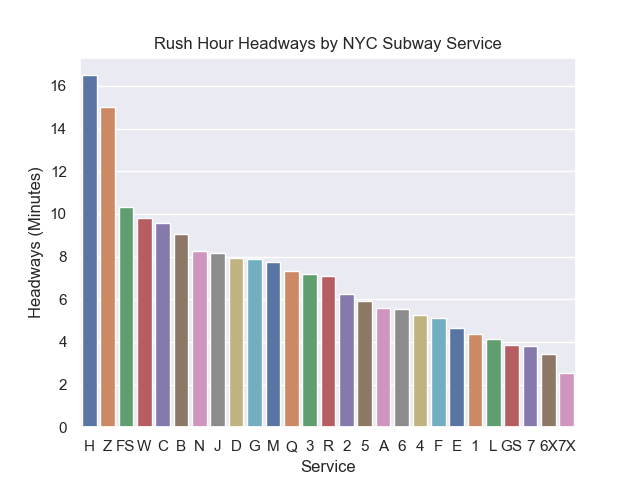 Rush Hour Headways by NYC Subway Service
Headways (Minutes)
16
14
12
10
8
6
4
2
0
H Z FS W C B N J D G M Q 3 R 2 5 A 6 4 F E 1 L GS 7 6X 7X
Service